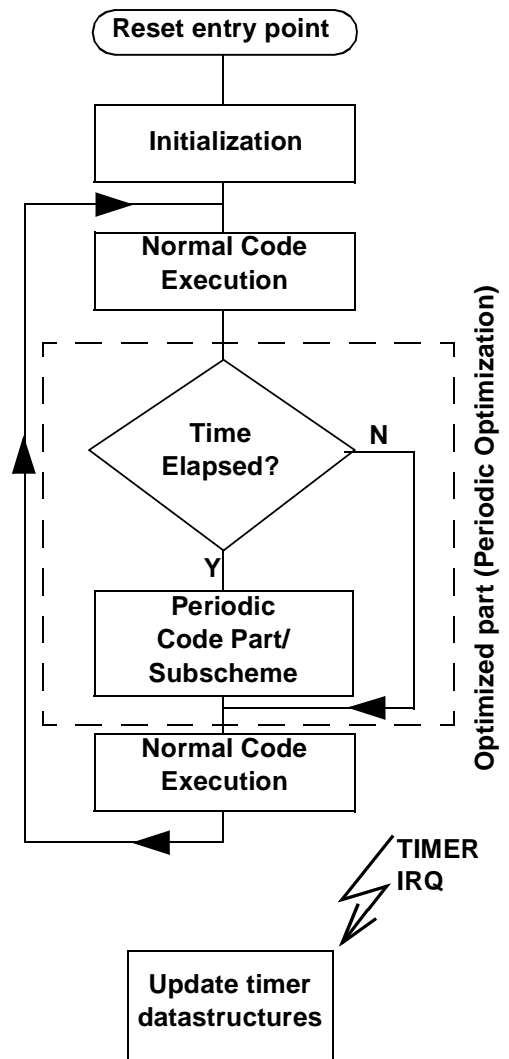 Reset entry point
Initialization
Normal Code
Execution
Time
Elapsed?
N
Y
Periodic
Code Part/
Subscheme
Optimized part (Periodic Optimization)
Normal Code
Execution
TIMER
IRQ
Update timer
datastructures